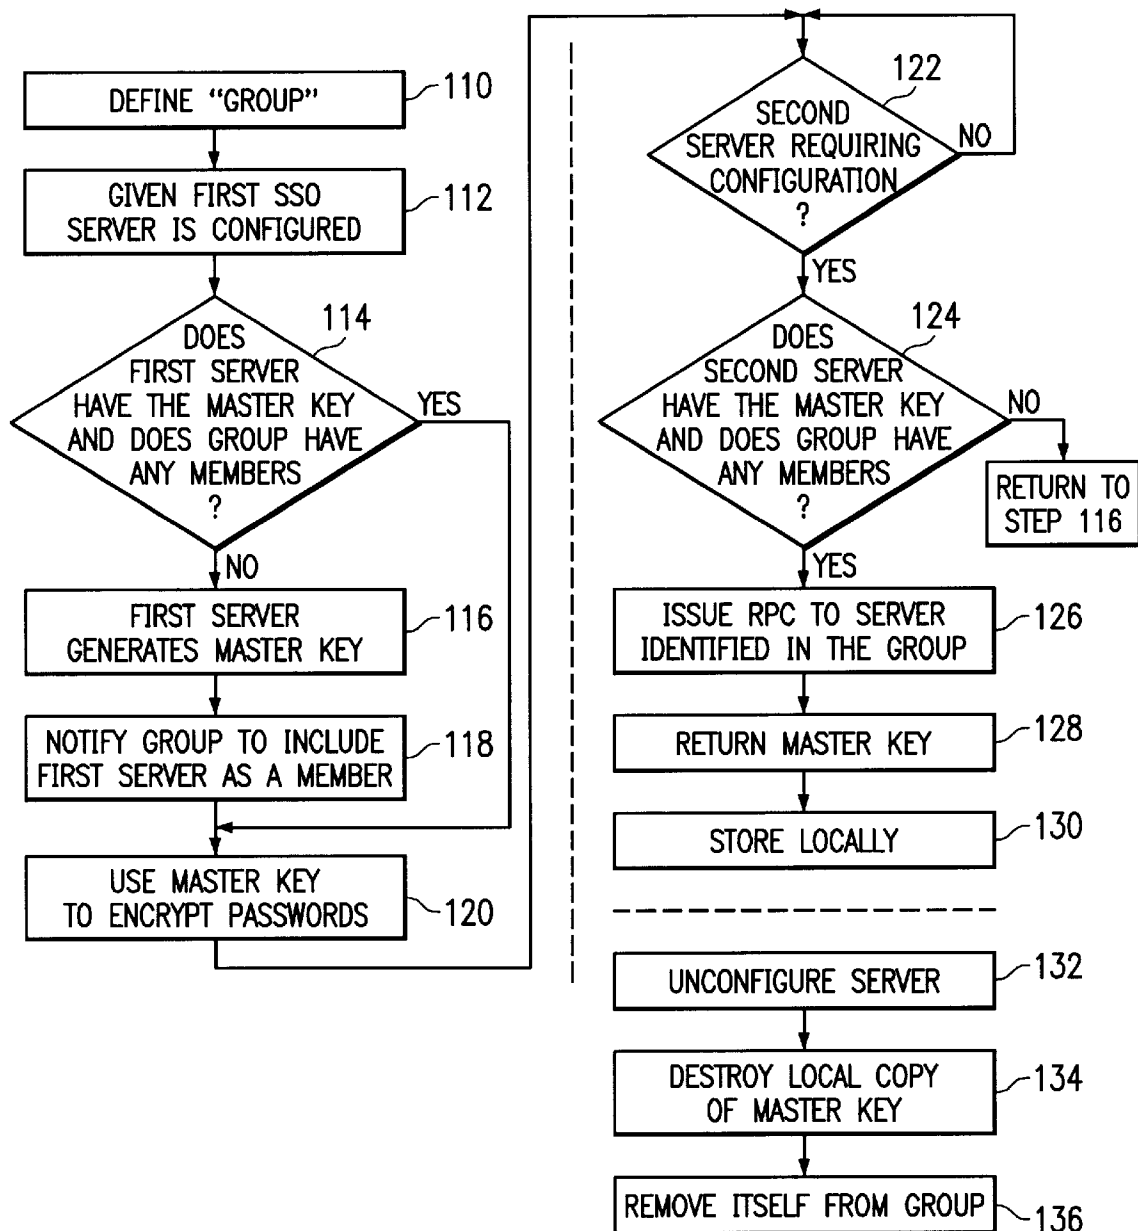 DEFINE “GROUP”
110
GIVEN FIRST SSO
SERVER IS CONFIGURED
112
114
DOES
FIRST SERVER
HAVE THE MASTER KEY
AND DOES GROUP HAVE
ANY MEMBERS
?
YES
NO
FIRST SERVER
GENERATES MASTER KEY
116
NOTIFY GROUP TO INCLUDE
FIRST SERVER AS A MEMBER
118
USE MASTER KEY
TO ENCRYPT PASSWORDS
120
122
SECOND
SERVER REQUIRING
CONFIGURATION
?
NO
YES
124
DOES
SECOND SERVER
HAVE THE MASTER KEY
AND DOES GROUP HAVE
ANY MEMBERS
?
NO
RETURN TO
STEP 116
YES
ISSUE RPC TO SERVER
IDENTIFIED IN THE GROUP
126
RETURN MASTER KEY
128
STORE LOCALLY
130
UNCONFIGURE SERVER
132
DESTROY LOCAL COPY
OF MASTER KEY
134
REMOVE ITSELF FROM GROUP
136